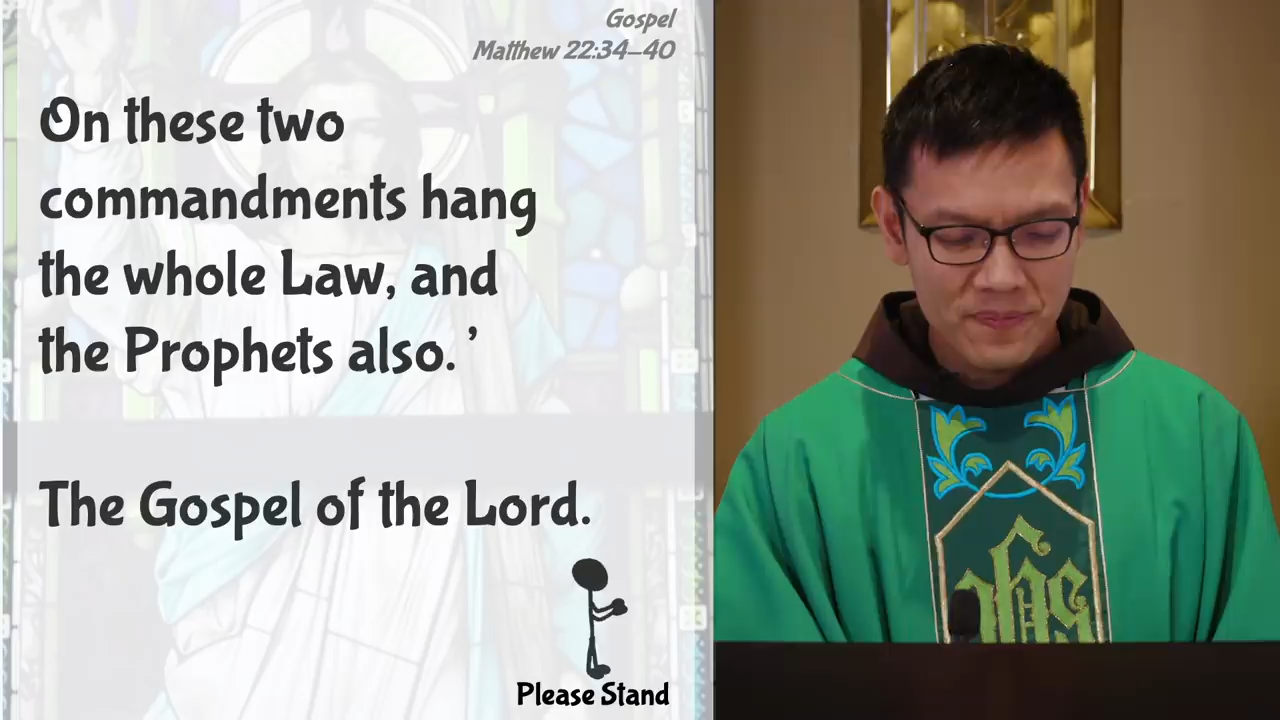 Gospel
Matthew 22:34–40
On these two
commandments hang
the whole Law, and
the Prophets also. ’
The Gospel of the Lord.
Please Stand
ihs